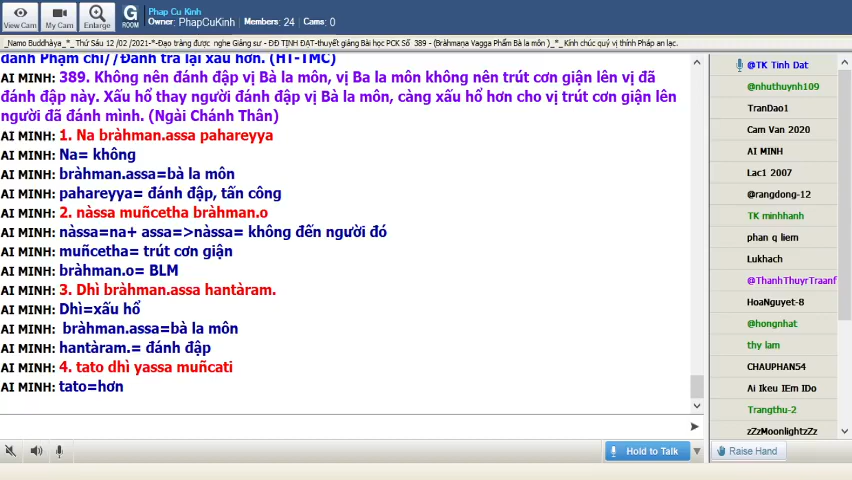 View Cam
My Cam
Enlarge
G
ROOM
Phap Cu Kinh
Owner: PhapCuKinh Members: 24 Cams: 0
_Namo Buddhàya_*_ Thứ Sáu 12 /02 /2021-*-Đạo tràng được nghe Giảng sư - ĐĐ TỊNH ĐẠT-thuyết giảng Bài học PCK Số 389 - (Bràhmaṇa Vagga Phẩm Bà la môn )_*_ Kính chúc quý vị thính Pháp an lạc.
đánh Phạm chí//Đánh trả lại xấu hơn. (HT-TMC)
AI MINH: 389. Không nên đánh đập vị Bà la môn, vị Ba la môn không nên trút cơn giận lên vị đã
đánh đập này. Xấu hổ thay người đánh đập vị Bà la môn, càng xấu hổ hơn cho vị trút cơn giận lên
người đã đánh mình. (Ngài Chánh Thân)
AI MINH: 1. Na bràhman.assa pahareyya
AI MINH: Na= không
AI MINH: bràhman.assa=bà la môn
AI MINH: pahareyya= đánh đập, tấn công
AI MINH: 2. nàssa muñcetha bràhman.o
AI MINH: nàssa=na+ assa=>nàssa= không đến người đó
AI MINH: muñcetha= trút cơn giận
AI MINH: bràhman.o= BLM
AI MINH: 3. Dhì bràhman.assa hantàram.
AI MINH: Dhì=xấu hổ
AI MINH: bràhman.assa=bà la môn
AI MINH: hantàram.= đánh đập
AI MINH: 4. tato dhì yassa muñcati
AI MINH: tato=hơn
@TK Tinh Dat
@nhuthuynh109
TranDao1
Cam Van 2020
AI MINH
Lac1 2007
@rangdong-12
TK minhhanh
phan q liem
Lukhach
@ThanhThuyrTraanf
HoaNguyet-8
@hongnhat
thy lam
CHAUPHAN54
Ai Ikeu IEm IDo
Trangthu-2
zZzMoonlightzZz
Hold to Talk
Raise Hand